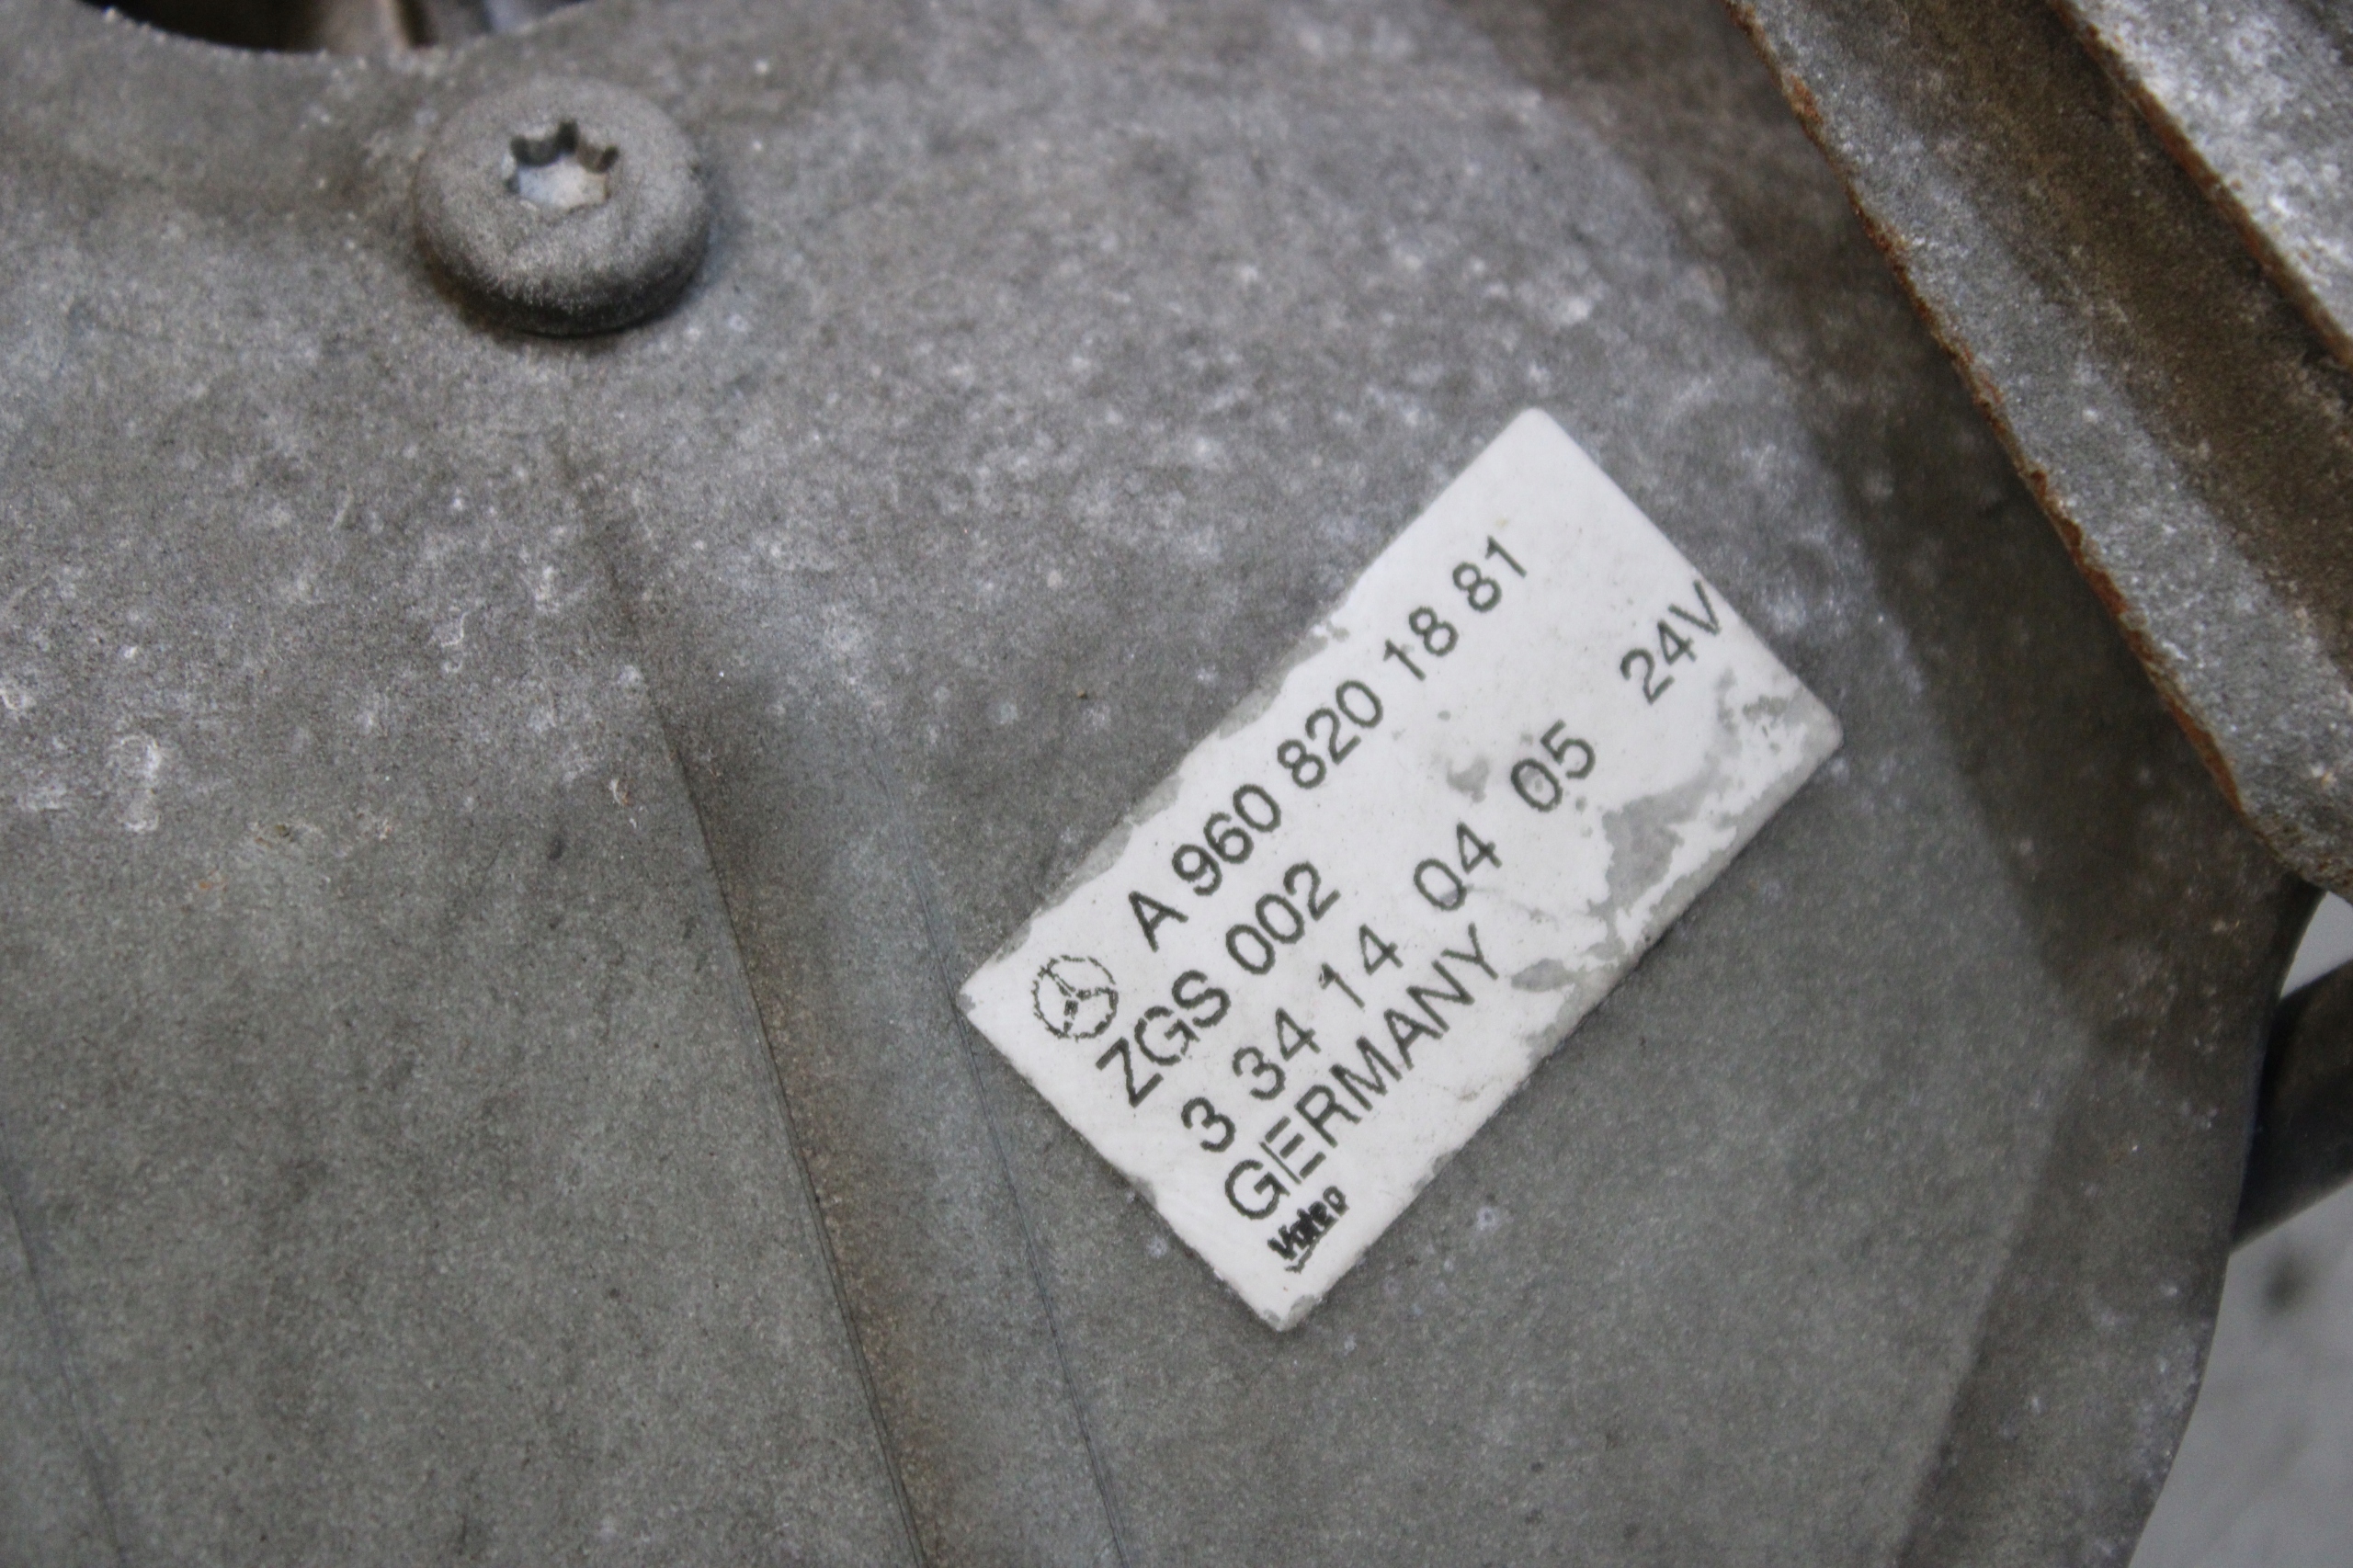 A 960 820 18 81
ZGS 002
3 34 14 04 05 24V
GERMANY
Valeo